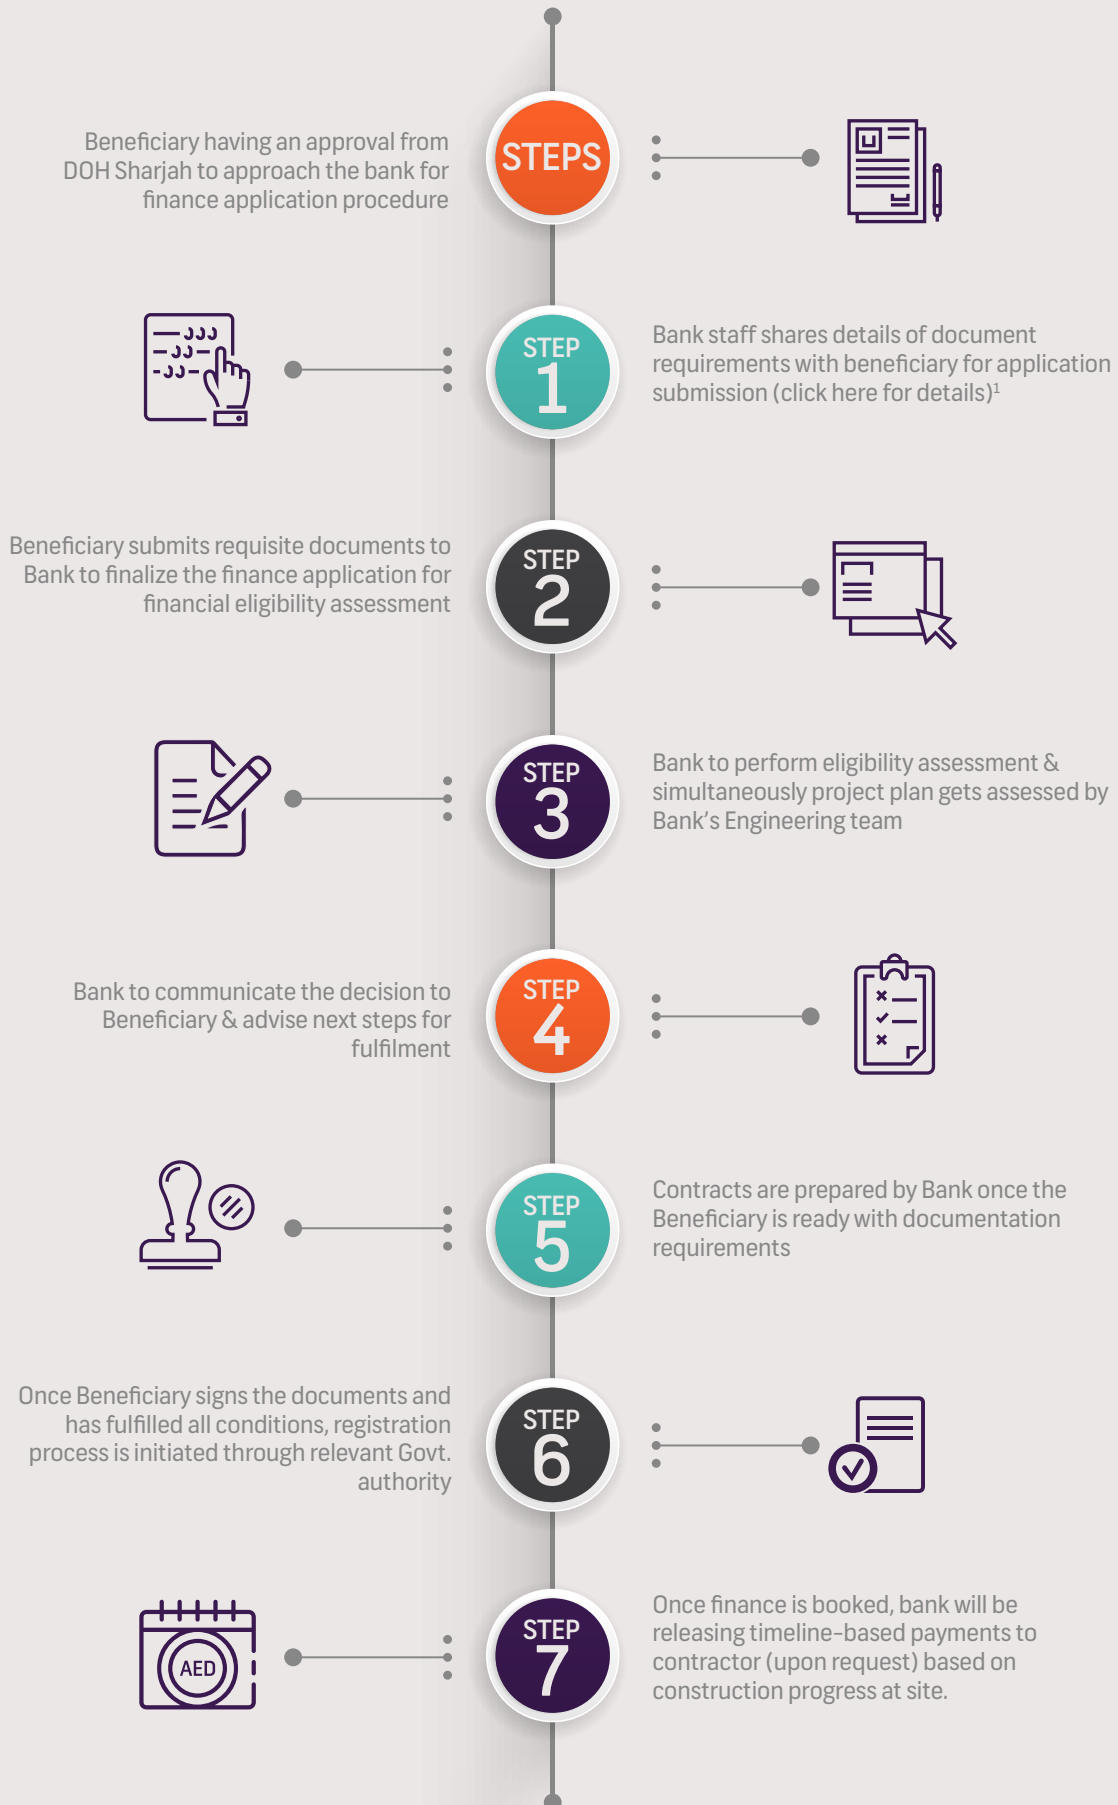 Beneficiary having an approval from
DOH Sharjah to approach the bank for
finance application procedure
STEPS
STEP
1
Bank staff shares details of document
requirements with beneficiary for application
submission (click here for details)¹
Beneficiary submits requisite documents to
Bank to finalize the finance application for
financial eligibility assessment
STEP
2
STEP
3
Bank to perform eligibility assessment &
simultaneously project plan gets assessed by
Bank's Engineering team
Bank to communicate the decision to
Beneficiary & advise next steps for
fulfilment
STEP
4
STEP
5
Contracts are prepared by Bank once the
Beneficiary is ready with documentation
requirements
Once Beneficiary signs the documents and
has fulfilled all conditions, registration
process is initiated through relevant Govt.
authority
STEP
6
AED
STEP
7
Once finance is booked, bank will be
releasing timeline-based payments to
contractor (upon request) based on
construction progress at site.